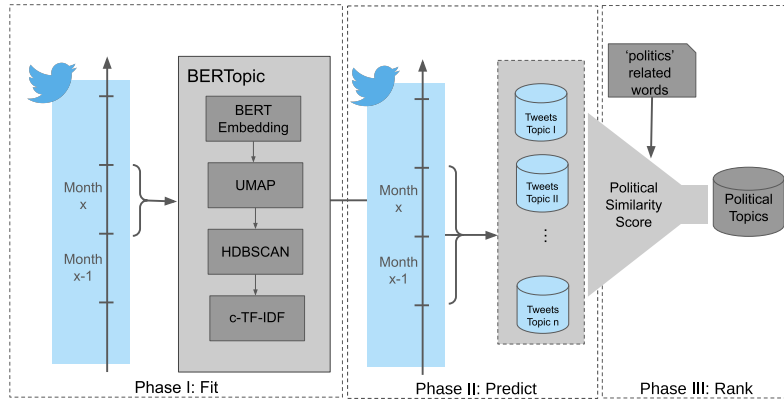 BERTopic
BERT
Embedding
UMAP
HDBSCAN
c-TF-IDF
Month
x
Month
x-1
Phase I: Fit
Month
x
Month
x-1
Tweets
Topic I
Tweets
Topic II
...
Tweets
Topic n
Phase II: Predict
‘politics’
related
words
Political
Similarity
Score
Political
Topics
Phase III: Rank